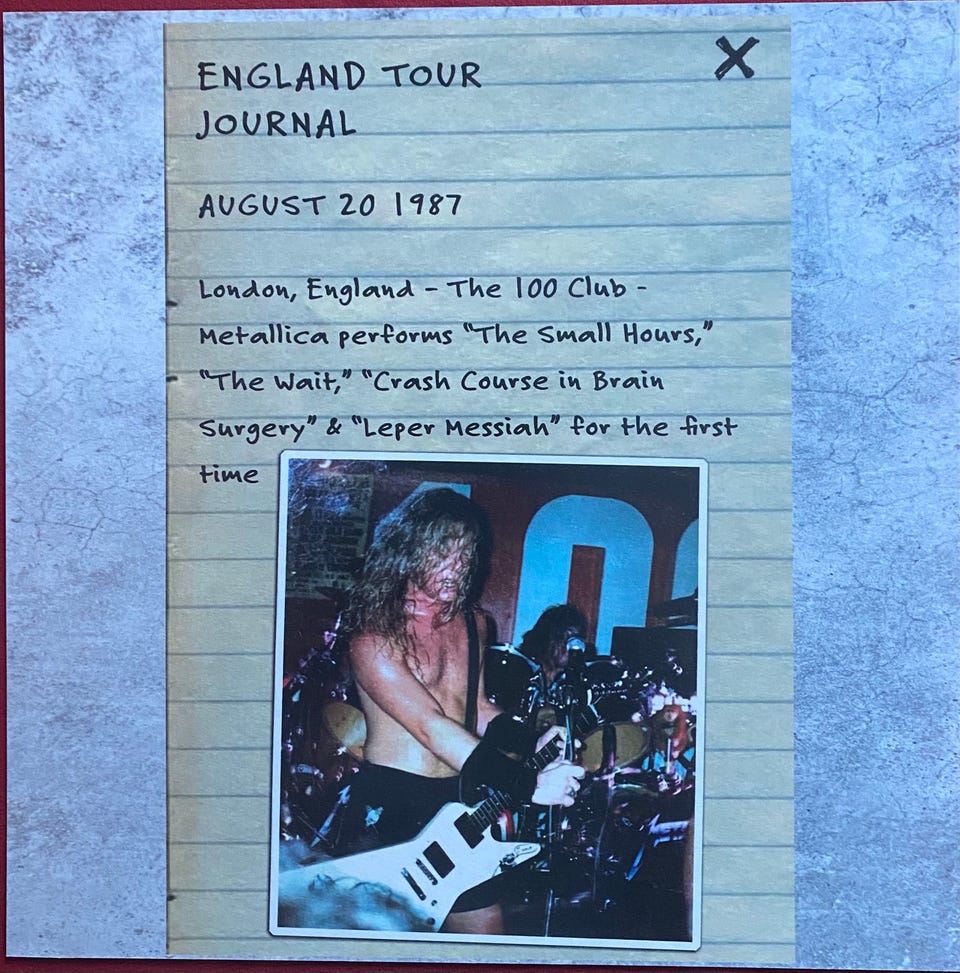 ENGLAND TOUR
JOURNAL
AUGUST 20 1987
London, England - The 100 Club -
Metallica performs “The Small Hours,”
“The Wait,” “Crash Course in Brain
Surgery” & “Leper Messiah” for the first
time
100